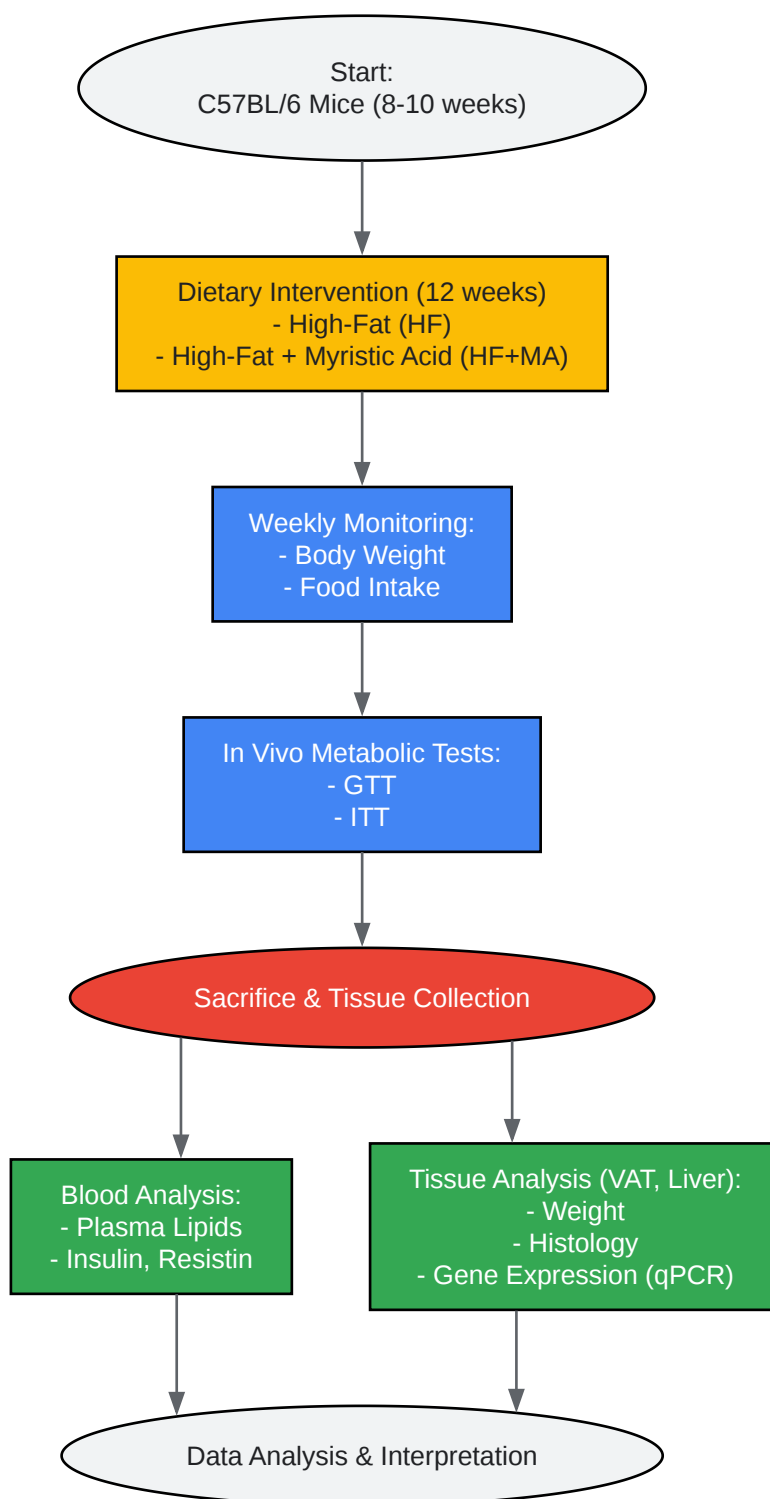 Start:
C57BL/6 Mice (8-10 weeks)
Dietary Intervention (12 weeks)
- High-Fat (HF)
- High-Fat + Myristic Acid (HF+MA)
Weekly Monitoring:
- Body Weight
- Food Intake
In Vivo Metabolic Tests:
- GTT
- ITT
Sacrifice & Tissue Collection
Blood Analysis:
- Plasma Lipids
- Insulin, Resistin
Tissue Analysis (VAT, Liver):
- Weight
- Histology
- Gene Expression (qPCR)
Data Analysis & Interpretation